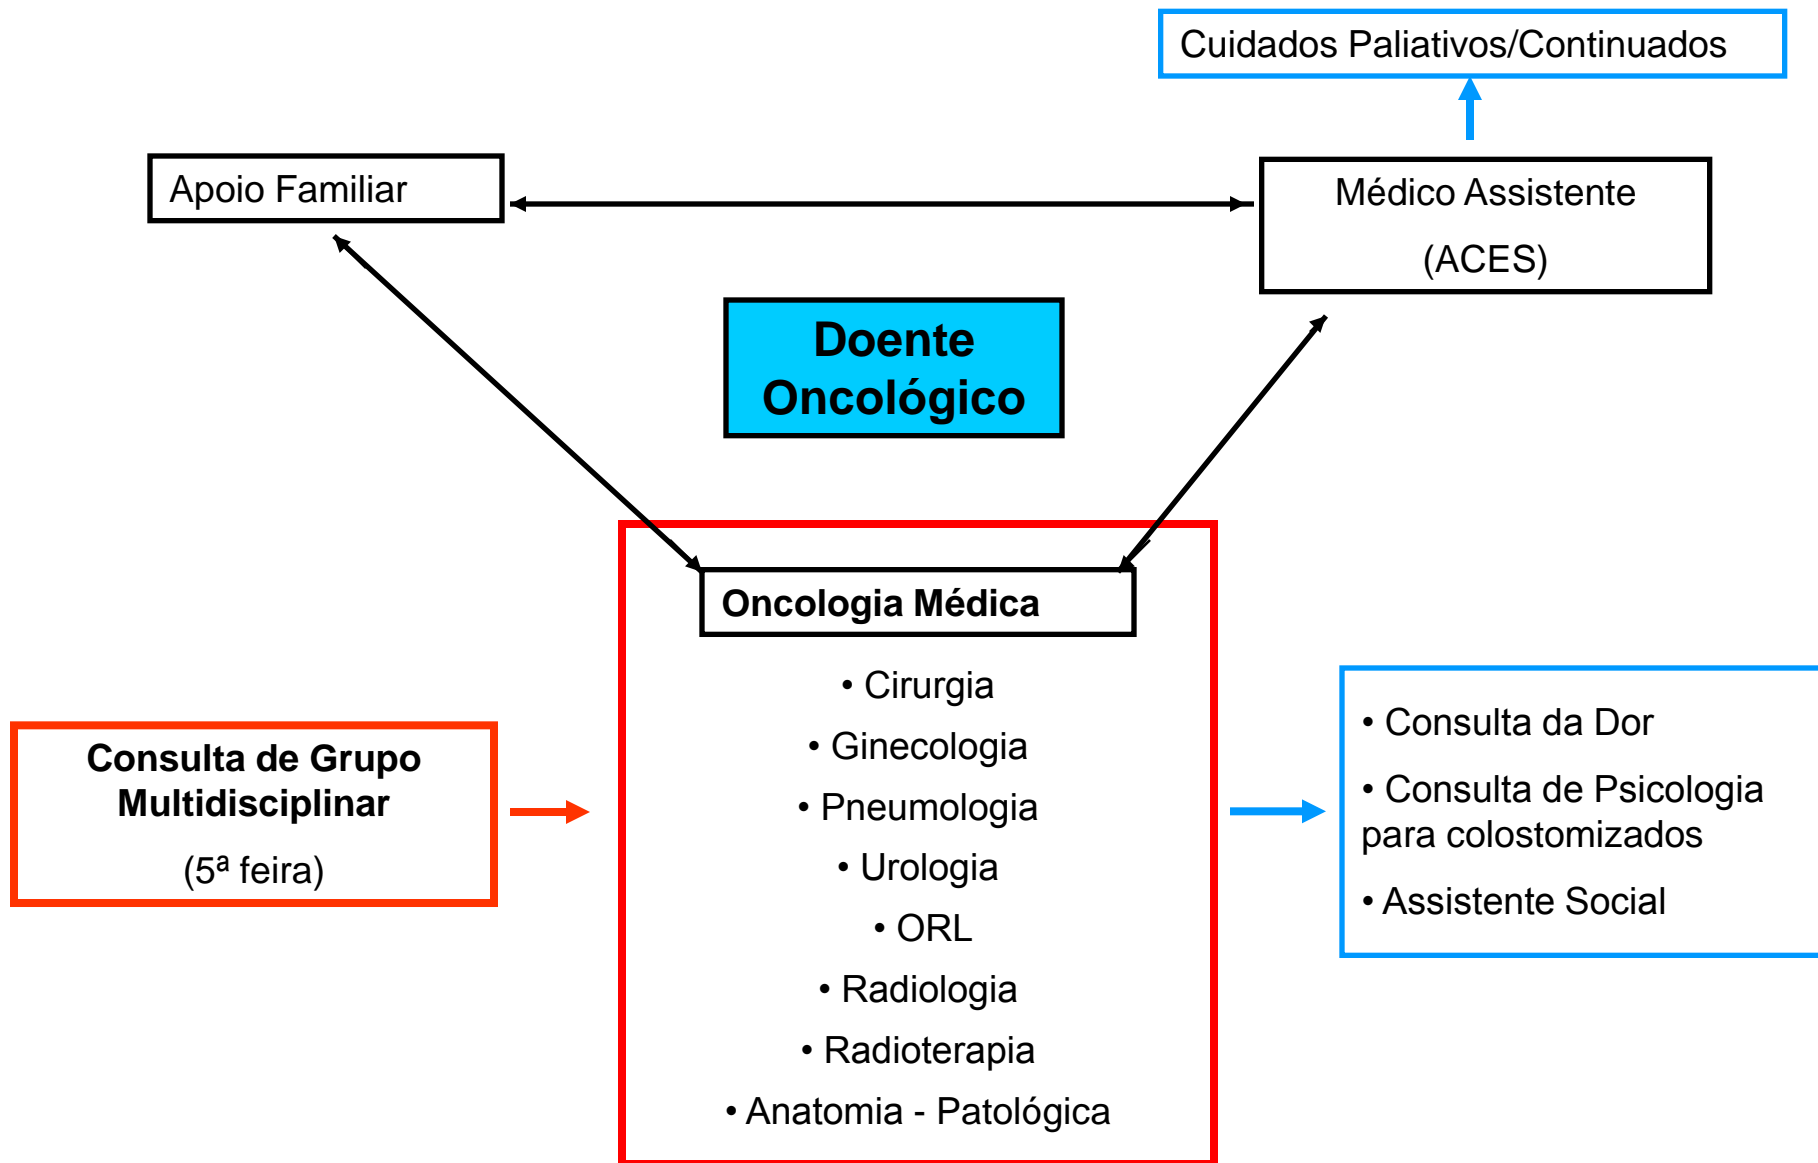 Cuidados Paliativos/Continuados
Apoio Familiar
Médico Assistente
(ACES)
Doente
Oncológico
Oncologia Médica
• Cirurgia
• Ginecologia
• Pneumologia
• Urologia
• ORL
• Radiologia
• Radioterapia
• Anatomia - Patológica
Consulta de Grupo
Multidisciplinar
(5ª feira)
• Consulta da Dor
• Consulta de Psicologia
para colostomizados
• Assistente Social